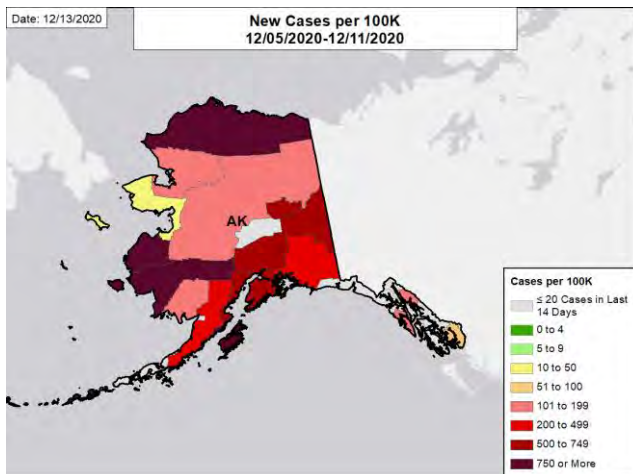 Date: 12/13/2020
New Cases per 100K
12/05/2020-12/11/2020
AK
Cases per 100K
≤ 20 Cases in Last
14 Days
0 to 4
5 to 9
10 to 50
51 to 100
101 to 199
200 to 499
500 to 749
750 or More